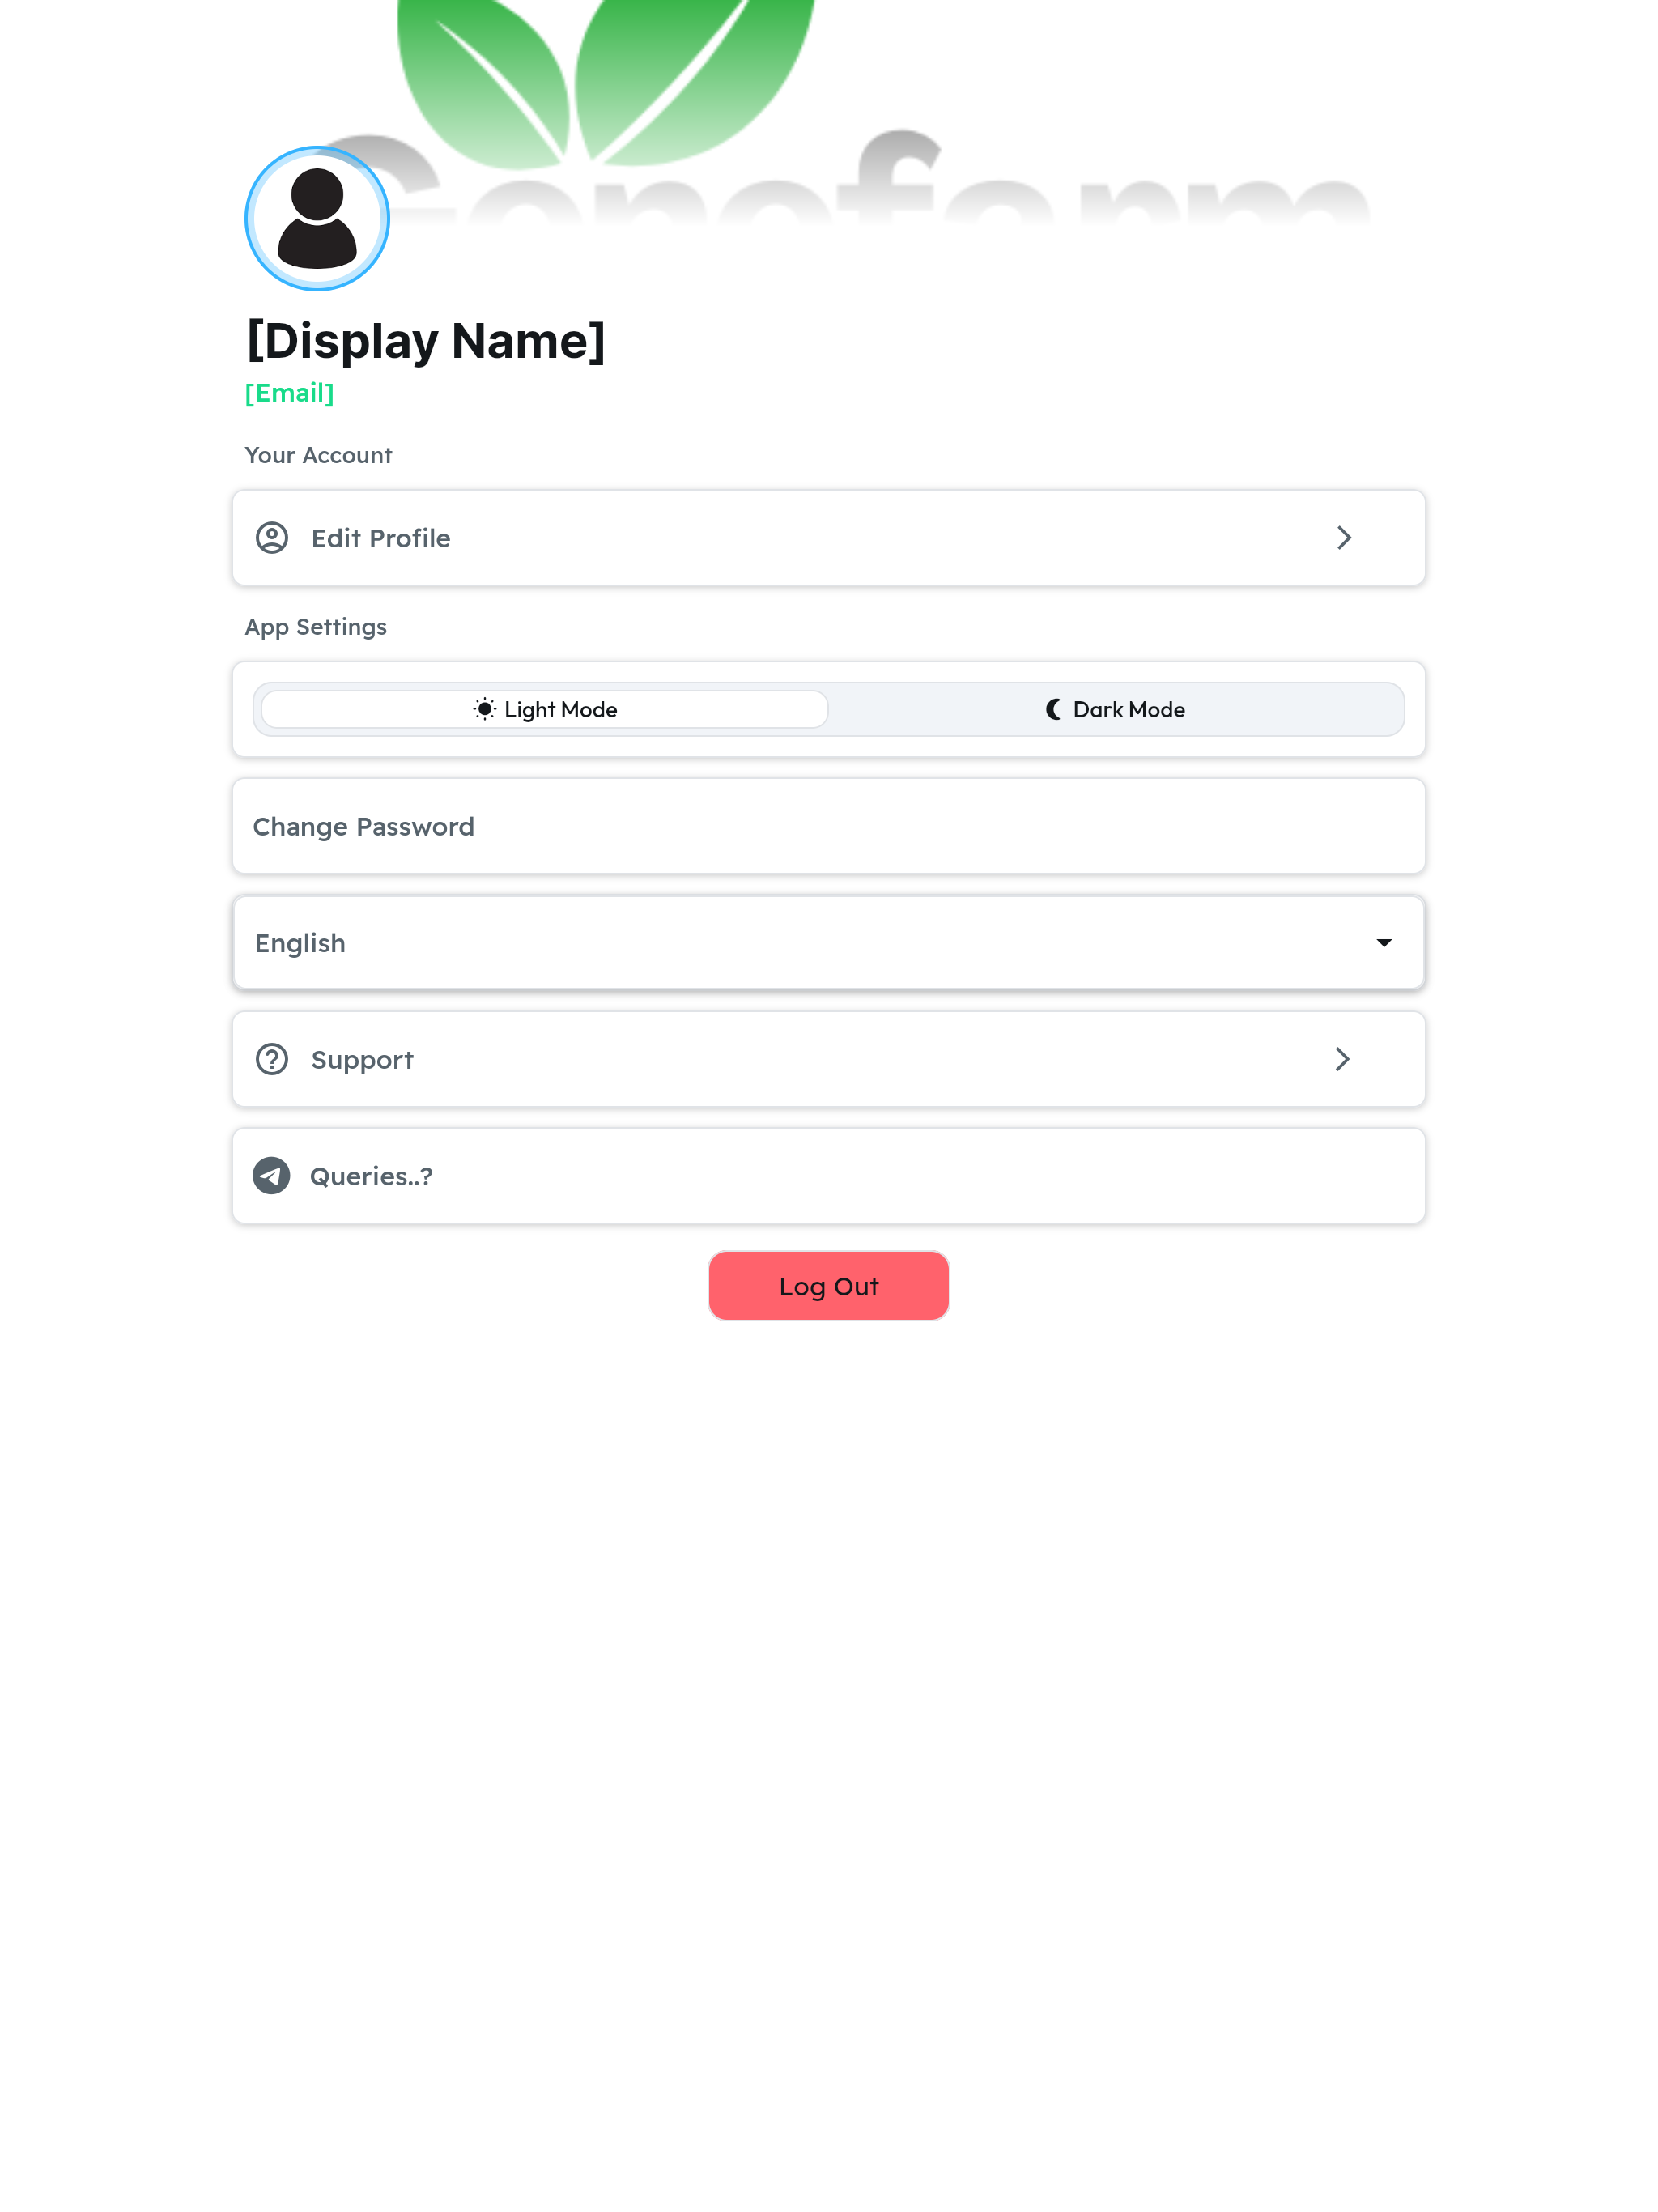 [Display Name]
[Email]
Your Account
Edit Profile
App Settings
Light Mode
Dark Mode
Change Password
English
Support
Queries..?
Log Out